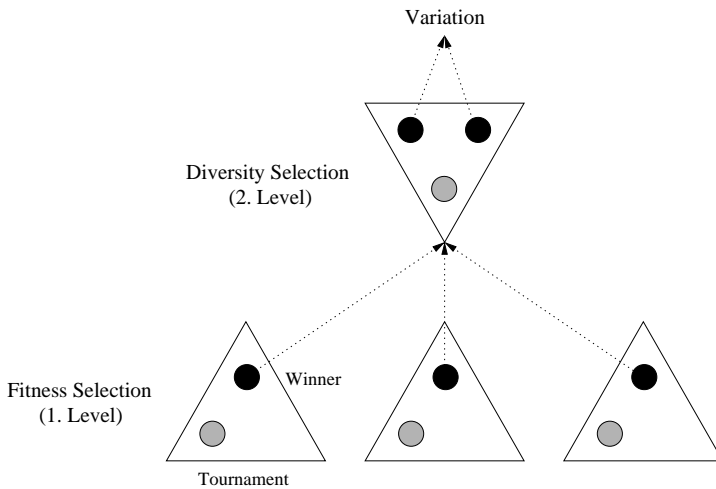 Variation
Diversity Selection
(2. Level)
Fitness Selection
(1. Level)
Winner
Tournament